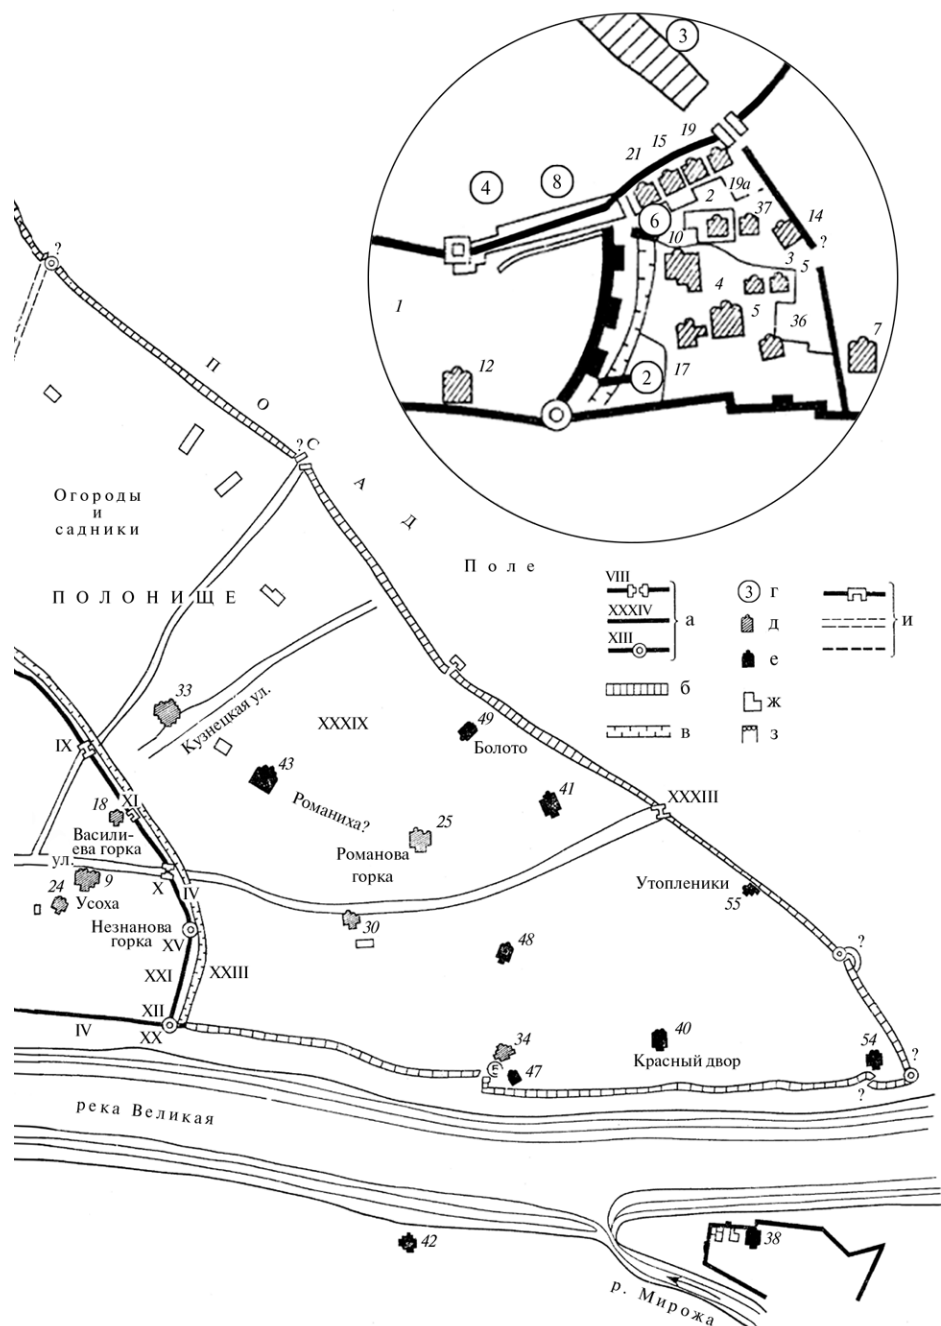 3
19
15
21
8
4
19а
2
37
14
?
6
10
3
5
4
1
5
36
7
12
17
2
?
П
О
?
С
А
Д
Огороды
и
садники
Поле
ПОЛОНИЩЕ
VIII
XXXIV
а
XIII
б
в
3 г
д
е
ж
з
и
33
Кузнецкая ул.
XXXIX
49
Болото
IX
43
41
XXXIII
XI
18
Романиха?
25
Васили-
ева горка
Романова
горка
ул.
9
X
IV
24
Усоха
Утопленики
55
30
Незнанова
горка
XV
48
?
XXI
XXIII
XII
IV
XX
40
34
Красный двор
54
?
Е
47
?
река Великая
42
38
р. Мирожа